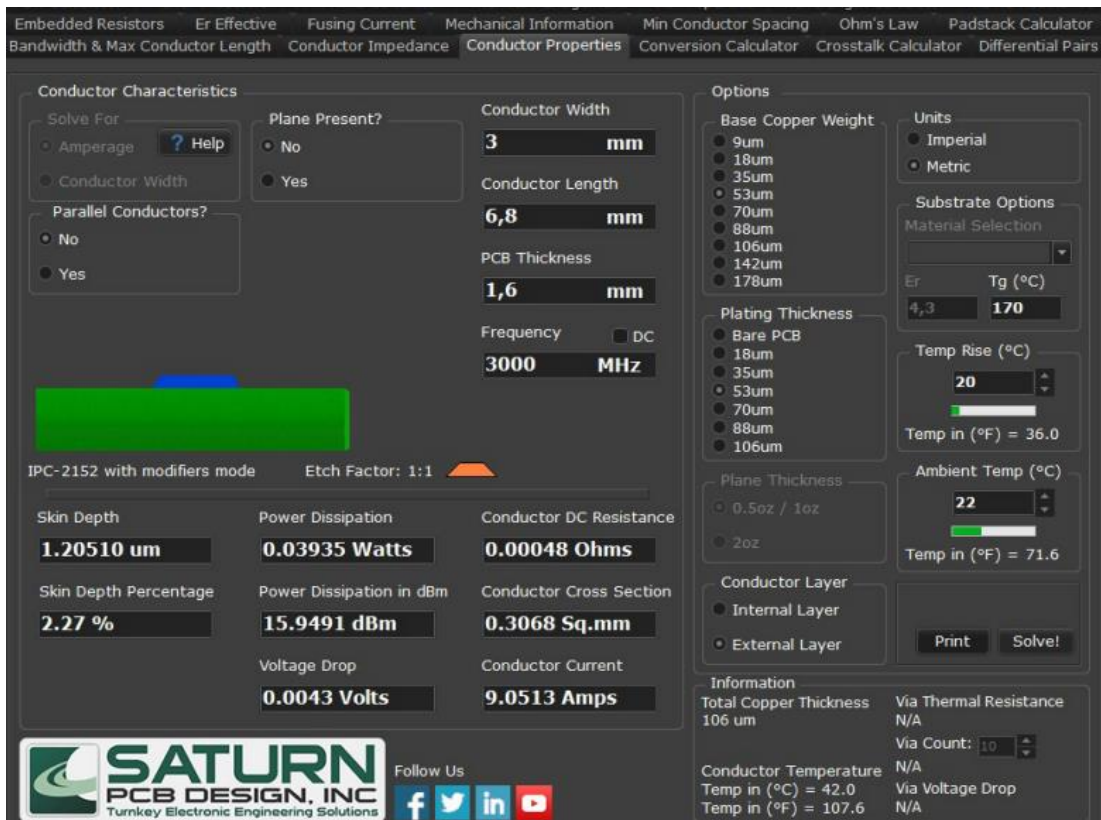 Embedded Resistors Er Effective Fusing Current Mechanical Information Min Conductor Spacing Ohm's Law Padstack Calculator
Bandwidth & Max Conductor Length Conductor Impedance Conductor Properties Conversion Calculator Crosstalk Calculator Differential Pairs
Conductor Characteristics
Solve For
Amperage
? Help
Conductor Width
Plane Present?
No
Yes
Parallel Conductors?
No
Yes
Conductor Width
3 mm
Conductor Length
6,8 mm
PCB Thickness
1,6 mm
Frequency
DC
3000 MHz
IPC-2152 with modifiers mode
Etch Factor: 1:1
Skin Depth
1.20510 um
Skin Depth Percentage
2.27 %
Power Dissipation
0.03935 Watts
Power Dissipation in dBm
15.9491 dBm
Voltage Drop
0.0043 Volts
Conductor DC Resistance
0.00048 Ohms
Conductor Cross Section
0.3068 Sq.mm
Conductor Current
9.0513 Amps
Options
Base Copper Weight
9um
18um
35um
53um
70um
88um
106um
142um
178um
Plating Thickness
Bare PCB
18um
35um
53um
70um
88um
106um
Plane Thickness
0.5oz / 1oz
2oz
Conductor Layer
Internal Layer
External Layer
Units
Imperial
Metric
Substrate Options
Material Selection
Er
4,3
Tg (°C)
170
Temp Rise (°C)
20
Temp in (°F) = 36.0
Ambient Temp (°C)
22
Temp in (°F) = 71.6
Print
Solve!
Information
Total Copper Thickness
106 um
Conductor Temperature
Temp in (°C) = 42.0
Temp in (°F) = 107.6
Via Thermal Resistance
N/A
Via Count: 10
N/A
Via Voltage Drop
N/A
SATURN
PCB DESIGN, INC
Turnkey Electronic Engineering Solutions
Follow Us
f
in